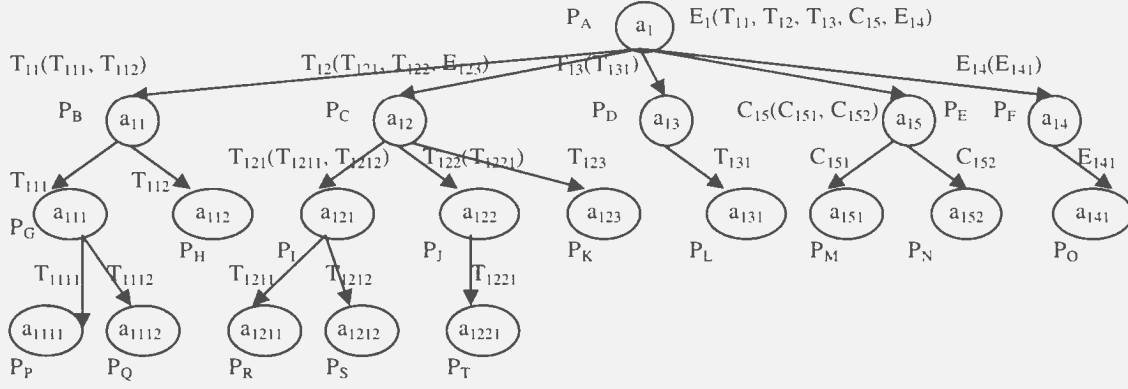 P_A a_1 E_1(T_11, T_12, T_13, C_15, E_14)
T_11(T_111, T_112) T_12(T_121, T_122, E_123) T_13(T_131) E_14(E_141)
P_B a_11 P_C a_12 P_D a_13 C_15(C_151, C_152) a_15 P_E P_F a_14
T_121(T_1211, T_1212) T_122(T_1221) T_123 T_131 C_151 C_152 E_141
T_111 T_112
a_111 a_112 a_121 a_122 a_123 a_131 a_151 a_152 a_141
P_G P_H P_I P_J P_K P_L P_M P_N P_O
T_1111 T_1112 T_1211 T_1212 T_1221
a_1111 a_1112 a_1211 a_1212 a_1221
P_P P_Q P_R P_S P_T